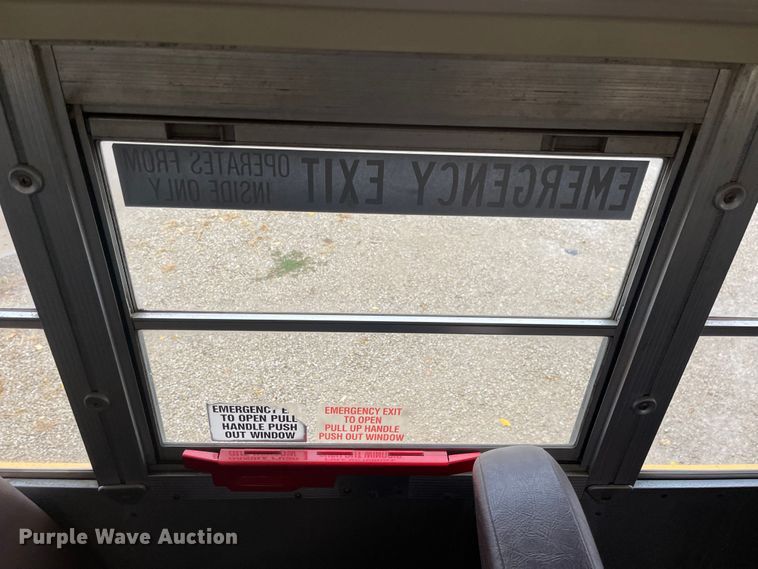 EMERGENCY EXIT OPERATES FROM
INSIDE ONLY
EMERGENCY E
TO OPEN PULL
HANDLE PUSH
OUT WINDOW
EMERGENCY EXIT
TO OPEN
PULL UP HANDLE
PUSH OUT WINDOW
Purple Wave Auction